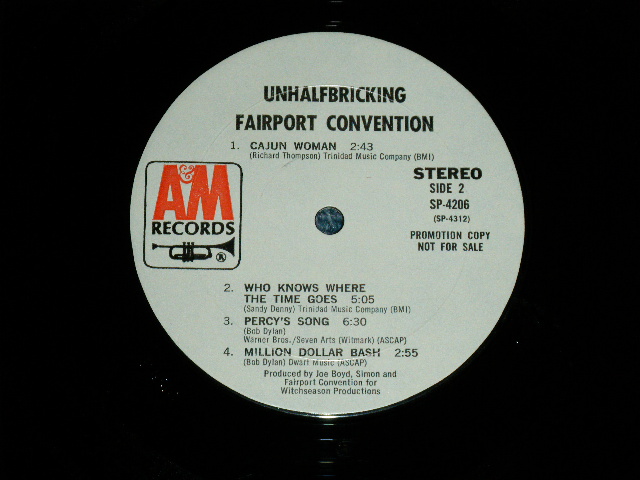 UNHALFBRICKING
FAIRPORT CONVENTION
1. CAJUN WOMAN 2:43
(Richard Thompson) Trinidad Music Company (BMI)
A&M
RECORDS
®
STEREO
SIDE 2
SP-4206
(SP-4312)
PROMOTION COPY
NOT FOR SALE
2. WHO KNOWS WHERE
THE TIME GOES 5:05
(Sandy Denny) Trinidad Music Company (BMI)
3. PERCY'S SONG 6:30
(Bob Dylan)
Warner Bros./Seven Arts (Witmark) (ASCAP)
4. MILLION DOLLAR BASH 2:55
(Bob Dylan) Dwarf Music (ASCAP)
Produced by Joe Boyd, Simon and
Fairport Convention for
Witchseason Productions